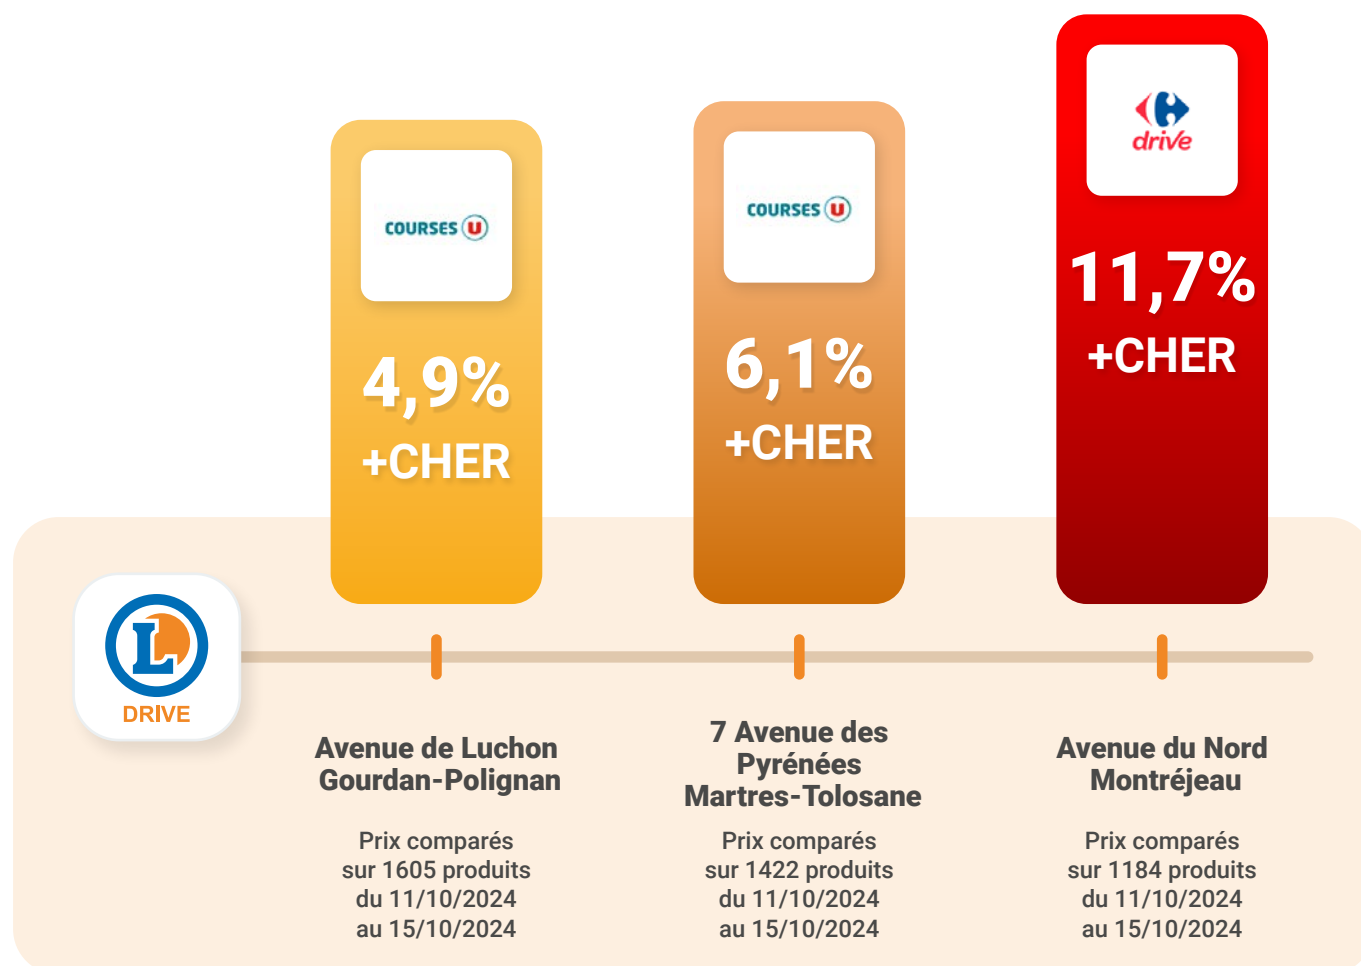 COURSES U
4,9%
+CHER
COURSES U
6,1%
+CHER
drive
11,7%
+CHER
L
DRIVE
Avenue de Luchon
Gourdan-Polignan
Prix comparés
sur 1605 produits
du 11/10/2024
au 15/10/2024
7 Avenue des
Pyrénées
Martres-Tolosane
Prix comparés
sur 1422 produits
du 11/10/2024
au 15/10/2024
Avenue du Nord
Montréjeau
Prix comparés
sur 1184 produits
du 11/10/2024
au 15/10/2024